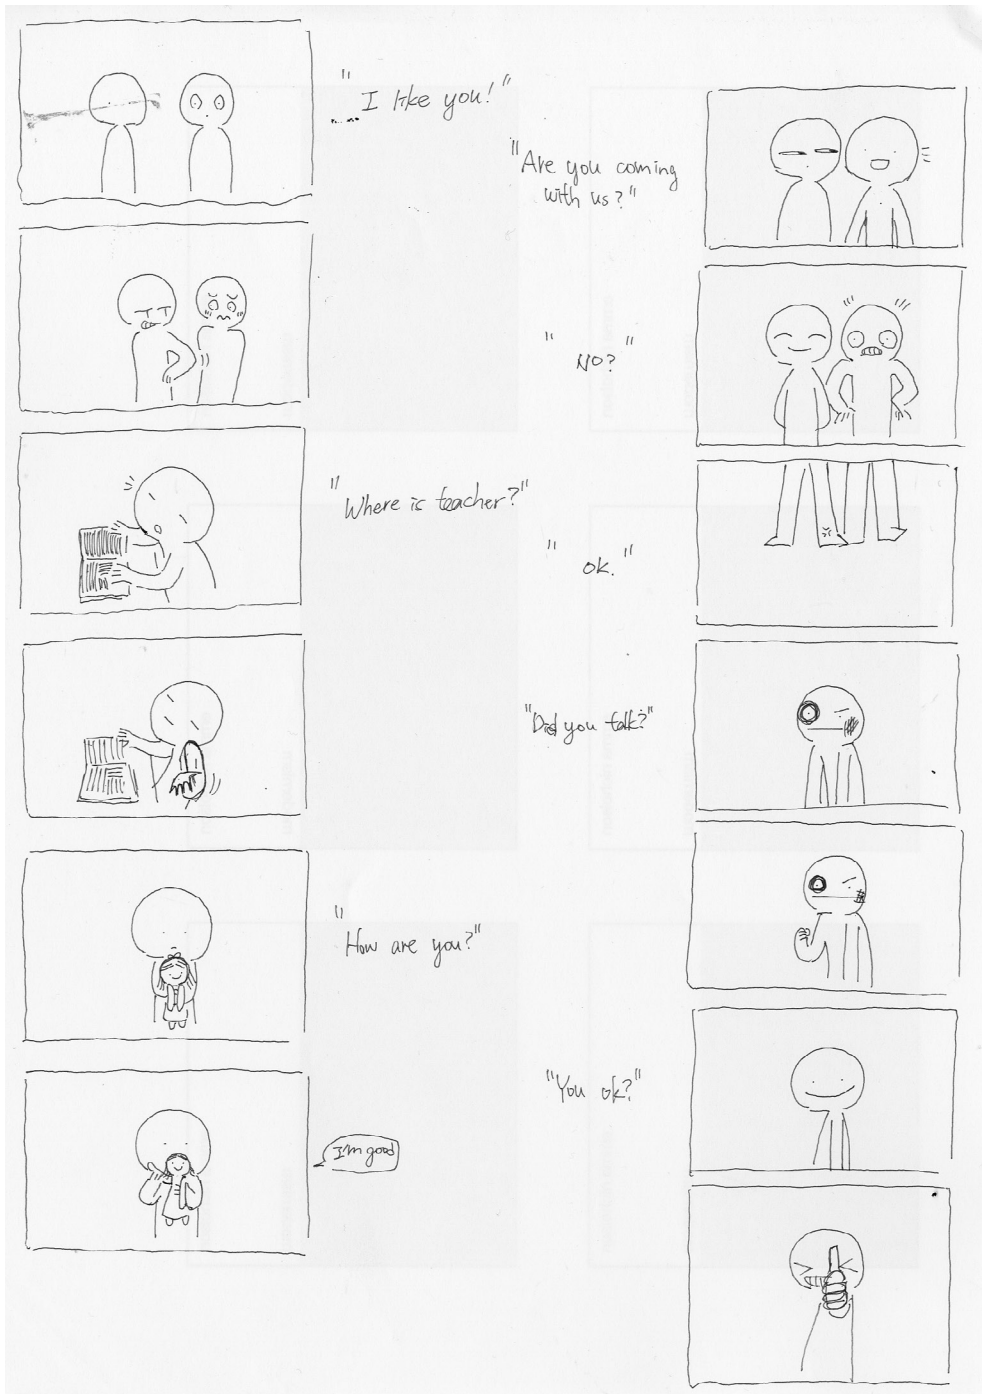 "I like you!"
"Are you coming
with us?"
"NO?"
"Where is teacher?"
"ok."
"Did you talk?"
"How are you?"
"You ok?"
I'm good